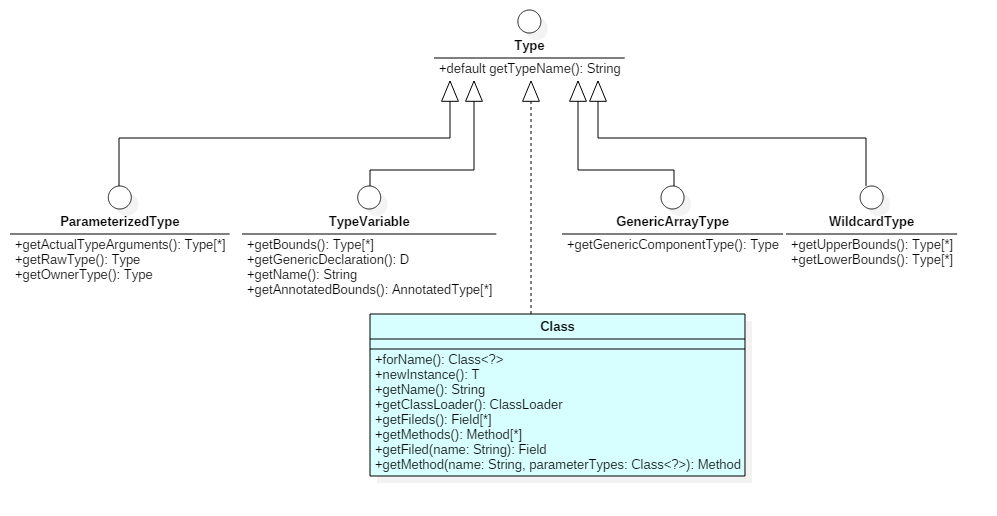 Type
+default getTypeName(): String
ParameterizedType
+getActualTypeArguments(): Type[*]
+getRawType(): Type
+getOwnerType(): Type
TypeVariable
+getBounds(): Type[*]
+getGenericDeclaration(): D
+getName(): String
+getAnnotatedBounds(): AnnotatedType[*]
GenericArrayType
+getGenericComponentType(): Type
WildcardType
+getUpperBounds(): Type[*]
+getLowerBounds(): Type[*]
Class
+forName(): Class<?>
+newInstance(): T
+getName(): String
+getClassLoader(): ClassLoader
+getFileds(): Field[*]
+getMethods(): Method[*]
+getFiled(name: String): Field
+getMethod(name: String, parameterTypes: Class<?>): Method